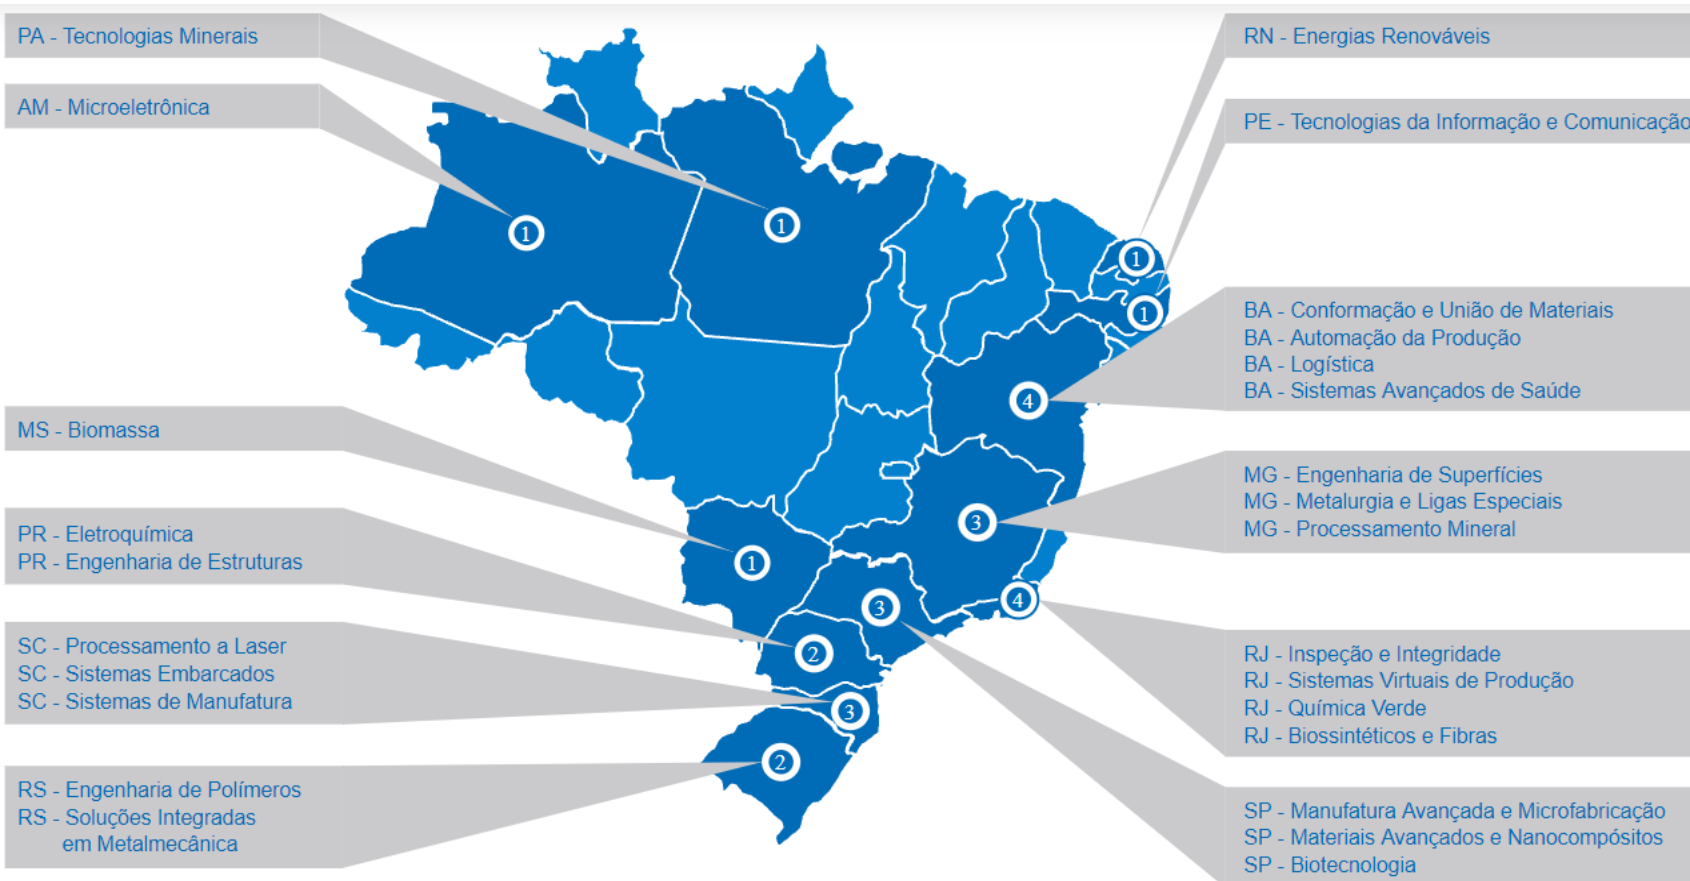 PA - Tecnologias Minerais
AM - Microeletrônica
MS - Biomassa
PR - Eletroquímica
PR - Engenharia de Estruturas
SC - Processamento a Laser
SC - Sistemas Embarcados
SC - Sistemas de Manufatura
RS - Engenharia de Polímeros
RS - Soluções Integradas
em Metalmecânica
1
1
1
1
4
3
1
4
3
2
3
2
RN - Energias Renováveis
PE - Tecnologias da Informação e Comunicação
BA - Conformação e União de Materiais
BA - Automação da Produção
BA - Logística
BA - Sistemas Avançados de Saúde
MG - Engenharia de Superfícies
MG - Metalurgia e Ligas Especiais
MG - Processamento Mineral
RJ - Inspeção e Integridade
RJ - Sistemas Virtuais de Produção
RJ - Química Verde
RJ - Biossintéticos e Fibras
SP - Manufatura Avançada e Microfabricação
SP - Materiais Avançados e Nanocompósitos
SP - Biotecnologia